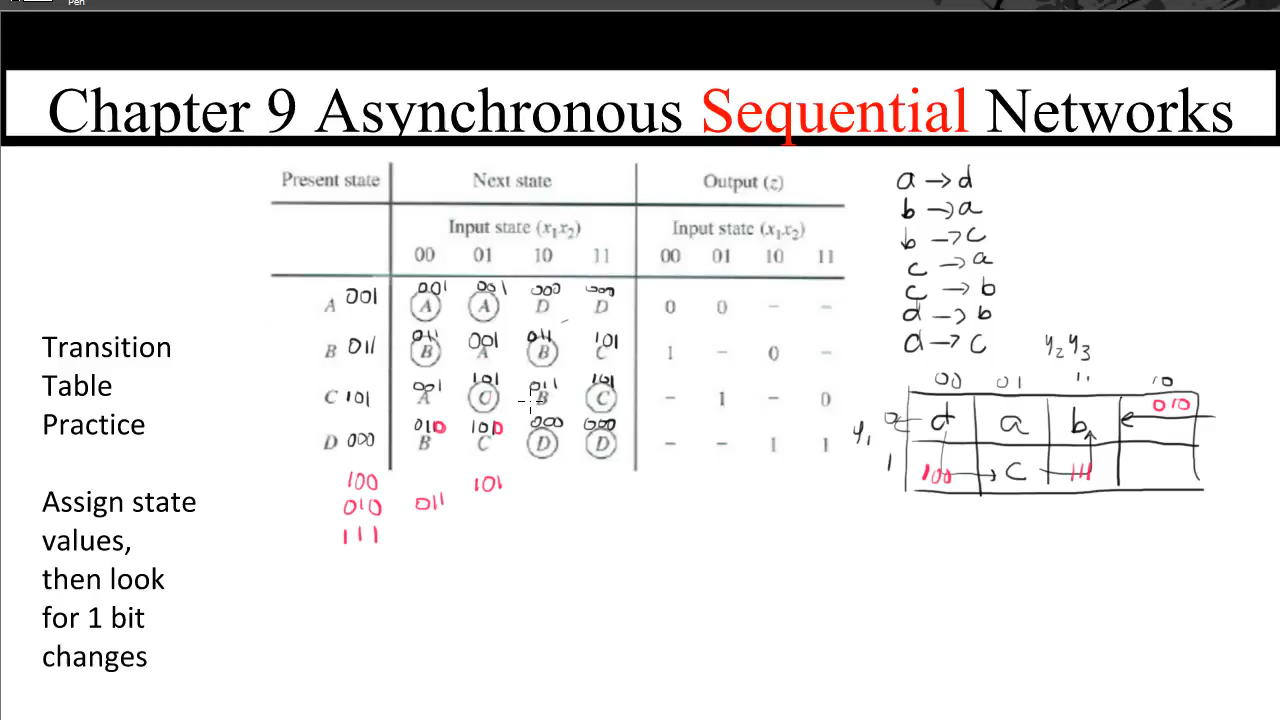 Pen
Chapter 9 Asynchronous Sequential Networks
Present state Next state Output (z)
Input state (x1x2) Input state (x1x2)
00 01 10 11 00 01 10 11
001 001 000 000
A 001 A A D D 0 0 – –
011 001 011 101
B 011 B A B C 1 – 0 –
001 101 011 101
C 101 A C B C – 1 – 0
010 100 000 000
D 000 B C D D – – 1 1
100 101
010 011
111
Transition
Table
Practice
Assign state
values,
then look
for 1 bit
changes
a → d
b → a
b → c
c → a
c → b
d → b
d → c
y2 y3
00 01 11 10
y1 0 d a b 010
1 100 c 111